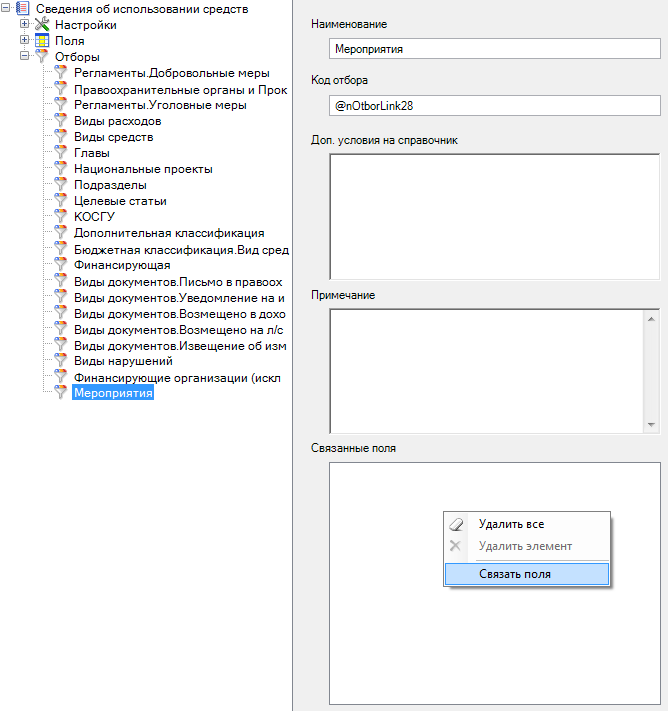 Сведения об использовании средств
Настройки
Поля
Отборы
Регламенты.Добровольные меры
Правоохранительные органы и Прок
Регламенты.Уголовные меры
Виды расходов
Виды средств
Главы
Национальные проекты
Подразделы
Целевые статьи
КОСГУ
Дополнительная классификация
Бюджетная классификация.Вид сред
Финансирующая
Виды документов.Письмо в правоох
Виды документов.Уведомление на и
Виды документов.Возмещено в дохо
Виды документов.Возмещено на л/с
Виды документов.Извещение об изм
Виды нарушений
Финансирующие организации (искл
Мероприятия
Наименование
Мероприятия
Код отбора
@nOtborLink28
Доп. условия на справочник
Примечание
Связанные поля
Удалить все
Удалить элемент
Связать поля